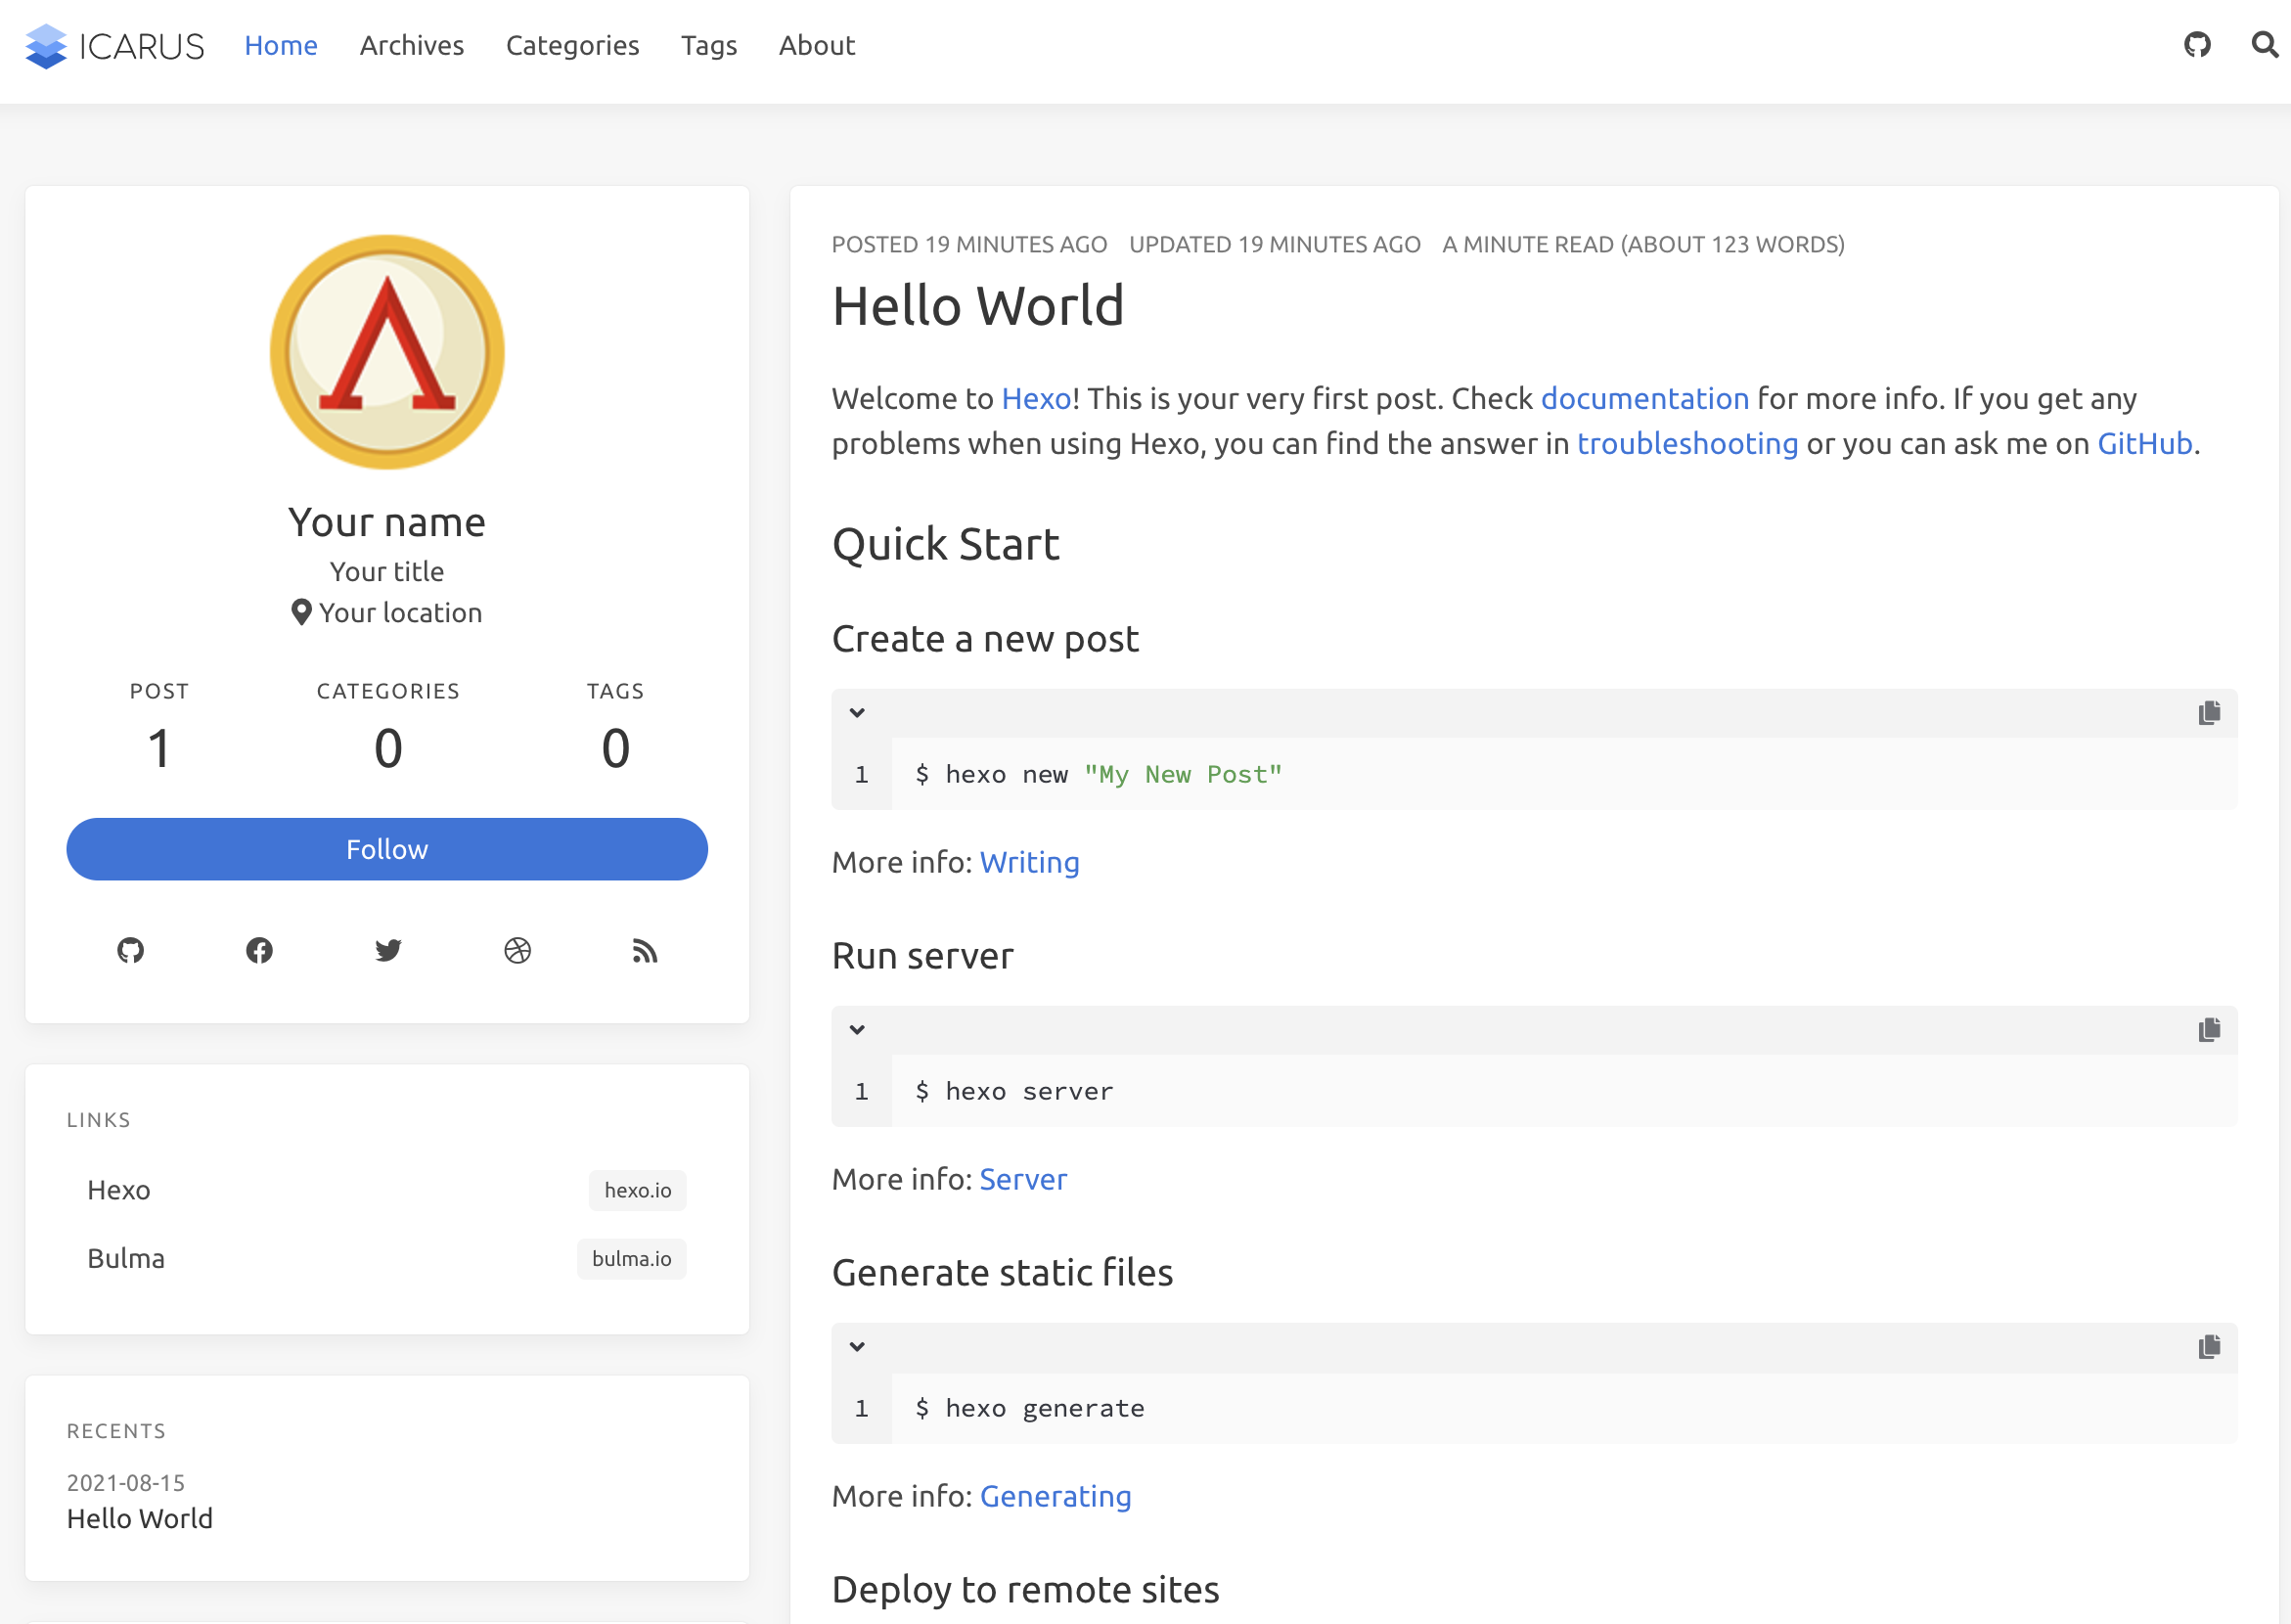 ICARUS Home Archives Categories Tags About
Your name
Your title
Your location
POST CATEGORIES TAGS
1 0 0
Follow
LINKS
Hexo hexo.io
Bulma bulma.io
RECENTS
2021-08-15
Hello World
POSTED 19 MINUTES AGO UPDATED 19 MINUTES AGO A MINUTE READ (ABOUT 123 WORDS)
Hello World
Welcome to Hexo! This is your very first post. Check documentation for more info. If you get any
problems when using Hexo, you can find the answer in troubleshooting or you can ask me on GitHub.
Quick Start
Create a new post
1 $ hexo new "My New Post"
More info: Writing
Run server
1 $ hexo server
More info: Server
Generate static files
1 $ hexo generate
More info: Generating
Deploy to remote sites